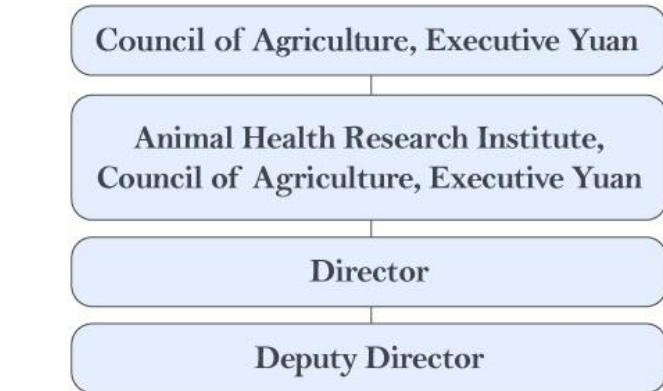 Council of Agriculture, Executive Yuan
Animal Health Research Institute,
Council of Agriculture, Executive Yuan
Director
Deputy Director